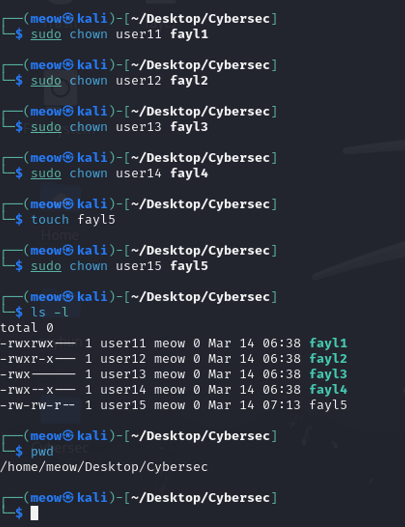 ┌──(meow㉿kali)-[~/Desktop/Cybersec]
└─$ sudo chown user11 fayl1
┌──(meow㉿kali)-[~/Desktop/Cybersec]
└─$ sudo chown user12 fayl2
┌──(meow㉿kali)-[~/Desktop/Cybersec]
└─$ sudo chown user13 fayl3
┌──(meow㉿kali)-[~/Desktop/Cybersec]
└─$ sudo chown user14 fayl4
┌──(meow㉿kali)-[~/Desktop/Cybersec]
└─$ touch fayl5
┌──(meow㉿kali)-[~/Desktop/Cybersec]
└─$ sudo chown user15 fayl5
┌──(meow㉿kali)-[~/Desktop/Cybersec]
└─$ ls -l
total 0
-rwxrwx--- 1 user11 meow 0 Mar 14 06:38 fayl1
-rwxr-x--- 1 user12 meow 0 Mar 14 06:38 fayl2
-rwx------ 1 user13 meow 0 Mar 14 06:38 fayl3
-rwx--x--- 1 user14 meow 0 Mar 14 06:38 fayl4
-rw-rw-r-- 1 user15 meow 0 Mar 14 07:13 fayl5
┌──(meow㉿kali)-[~/Desktop/Cybersec]
└─$ pwd
/home/meow/Desktop/Cybersec
┌──(meow㉿kali)-[~/Desktop/Cybersec]
└─$